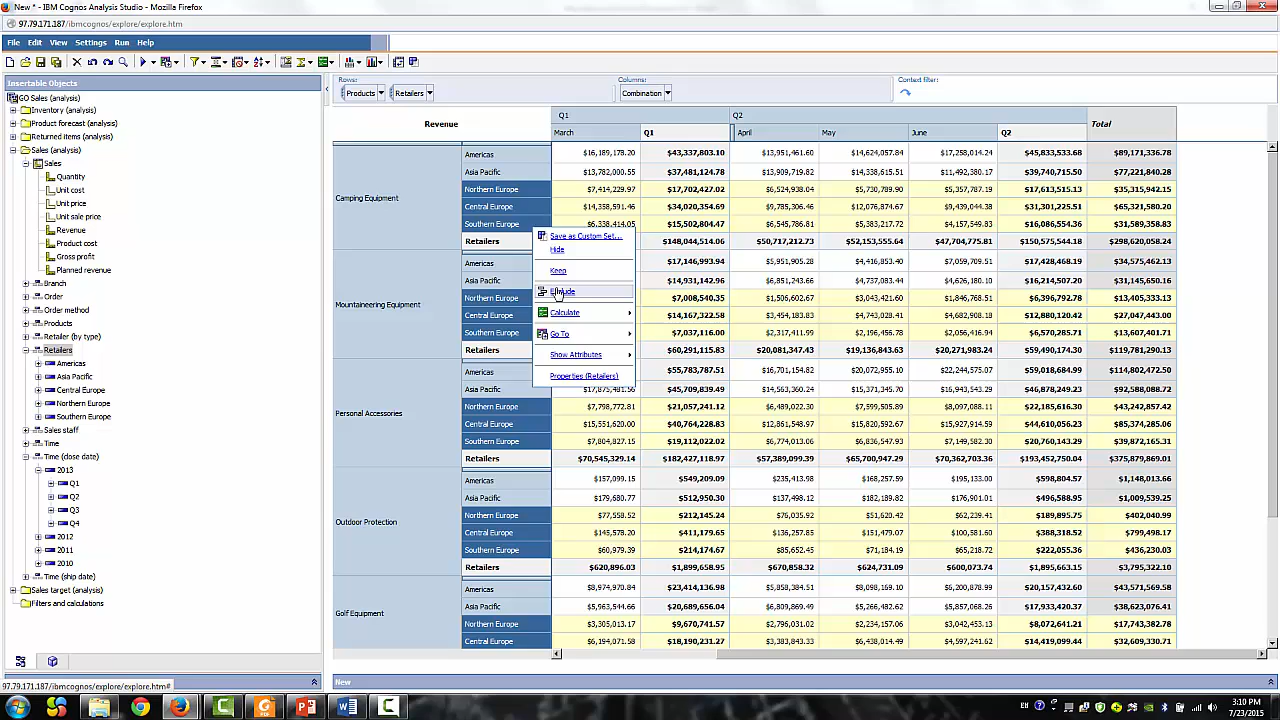 New * - IBM Cognos Analysis Studio - Mozilla Firefox
97.79.171.187/ibmcognos/explore/explore.htm
File Edit View Settings Run Help
Insertable Objects
GO Sales (analysis)
Inventory (analysis)
Product forecast (analysis)
Returned items (analysis)
Sales (analysis)
Sales
Quantity
Unit cost
Unit price
Unit sale price
Revenue
Product cost
Gross profit
Planned revenue
Branch
Order
Order method
Products
Retailer (by type)
Retailers
Americas
Asia Pacific
Central Europe
Northern Europe
Southern Europe
Sales staff
Time
Time (close date)
2013
Q1
Q2
Q3
Q4
2012
2011
2010
Time (ship date)
Sales target (analysis)
Filters and calculations
Rows: Columns: Context filter:
Products Retailers Combination
Revenue Q1 Q2 Total
March Q1 April May June Q2
Camping Equipment
Americas $16,189,178.20 $43,337,803.10 $13,951,461.60 $14,624,057.84 $17,258,014.24 $45,833,533.68 $89,171,336.78
Asia Pacific $13,782,000.55 $37,481,124.78 $13,909,719.82 $14,338,615.51 $11,492,380.17 $39,740,715.50 $77,221,840.28
Northern Europe $7,414,229.97 $17,702,427.02 $6,524,938.04 $5,730,789.90 $5,357,787.19 $17,613,515.13 $35,315,942.15
Central Europe $14,358,591.46 $34,020,354.69 $9,785,306.46 $12,076,874.67 $9,439,044.38 $31,301,225.51 $65,321,580.20
Southern Europe $6,338,414.05 $15,502,804.47 $6,545,786.81 $5,383,217.72 $4,157,550.01 $16,086,554.36 $31,589,358.83
Retailers $148,044,514.06 $50,717,212.73 $52,153,555.64 $47,704,775.81 $150,575,544.18 $298,620,058.24
Mountaineering Equipment
Americas $17,146,993.94 $5,951,905.28 $4,416,853.40 $7,059,709.51 $17,428,468.19 $34,575,462.13
Asia Pacific $14,931,142.96 $6,851,243.66 $4,737,083.44 $4,626,180.10 $16,214,507.20 $31,145,650.16
Northern Europe $7,008,540.35 $1,506,602.67 $3,043,421.60 $1,846,768.51 $6,396,792.78 $13,405,333.13
Central Europe $14,167,322.58 $3,454,183.81 $4,743,028.41 $4,682,908.18 $12,880,120.42 $27,047,443.00
Southern Europe $7,037,116.00 $2,317,411.99 $2,196,456.78 $2,056,416.94 $6,570,285.71 $13,607,401.71
Retailers $60,291,115.83 $20,081,347.43 $19,136,843.63 $20,271,983.24 $59,490,174.30 $119,781,290.13
Personal Accessories
Americas $55,783,787.51 $16,701,154.82 $20,072,955.10 $22,244,575.07 $59,018,684.99 $114,802,472.50
Asia Pacific $17,875,481.56 $45,709,839.49 $14,563,360.24 $15,371,345.70 $16,943,543.29 $46,878,249.23 $92,588,088.72
Northern Europe $7,798,772.81 $21,057,241.12 $6,489,022.30 $7,599,505.89 $8,097,088.11 $22,185,616.30 $43,242,857.42
Central Europe $15,551,620.00 $40,764,228.83 $12,861,548.97 $15,820,592.67 $15,927,914.59 $44,610,056.23 $85,374,285.06
Southern Europe $7,804,827.15 $19,112,022.02 $6,774,013.06 $6,836,547.93 $7,149,582.30 $20,760,143.29 $39,872,165.31
Retailers $70,545,329.14 $182,427,118.97 $57,389,099.39 $65,700,947.29 $70,362,703.36 $193,452,750.04 $375,879,869.01
Outdoor Protection
Americas $157,099.15 $549,209.09 $235,413.98 $168,257.59 $195,133.00 $598,804.57 $1,148,013.66
Asia Pacific $179,680.77 $512,950.30 $137,498.12 $182,189.82 $176,901.01 $496,588.95 $1,009,539.25
Northern Europe $77,558.52 $212,145.24 $76,035.92 $51,620.42 $62,239.41 $189,895.75 $402,040.99
Central Europe $145,578.20 $411,179.65 $136,257.85 $151,479.07 $100,581.60 $388,318.52 $799,498.17
Southern Europe $60,979.39 $214,174.67 $85,652.45 $71,184.19 $65,218.72 $222,055.36 $436,230.03
Retailers $620,896.03 $1,899,658.95 $670,858.32 $624,731.09 $600,073.74 $1,895,663.15 $3,795,322.10
Golf Equipment
Americas $8,974,970.84 $23,414,136.98 $5,858,384.51 $8,098,169.10 $6,200,878.99 $20,157,432.60 $43,571,569.58
Asia Pacific $5,963,544.66 $20,689,656.04 $6,809,869.49 $5,266,482.62 $5,857,068.26 $17,933,420.37 $38,623,076.41
Northern Europe $3,305,013.17 $9,670,741.57 $2,796,031.02 $2,234,157.06 $3,042,453.13 $8,072,641.21 $17,743,382.78
Central Europe $6,194,071.58 $18,190,231.27 $3,383,843.33 $6,438,014.49 $4,597,241.62 $14,419,099.44 $32,609,330.71
Save as Custom Set...
Hide
Keep
Calculate
Go To
Show Attributes
Properties (Retailers)
New
97.79.171.187/ibmcognos/explore/explore.htm#
EN
3:10 PM
7/23/2015